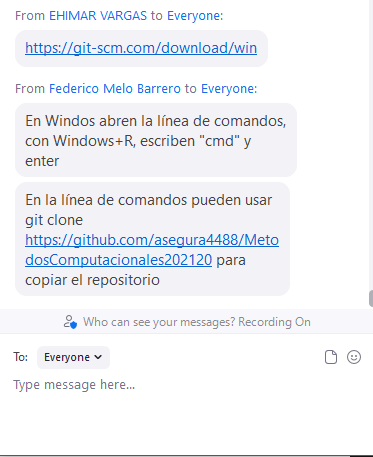 From EHIMAR VARGAS to Everyone:
https://git-scm.com/download/win
From Federico Melo Barrero to Everyone:
En Windos abren la línea de comandos,
con Windows+R, escriben "cmd" y
enter
En la línea de comandos pueden usar
git clone
https://github.com/asegura4488/Meto
dosComputacionales202120 para
copiar el repositorio
Who can see your messages? Recording On
To: Everyone
Type message here...